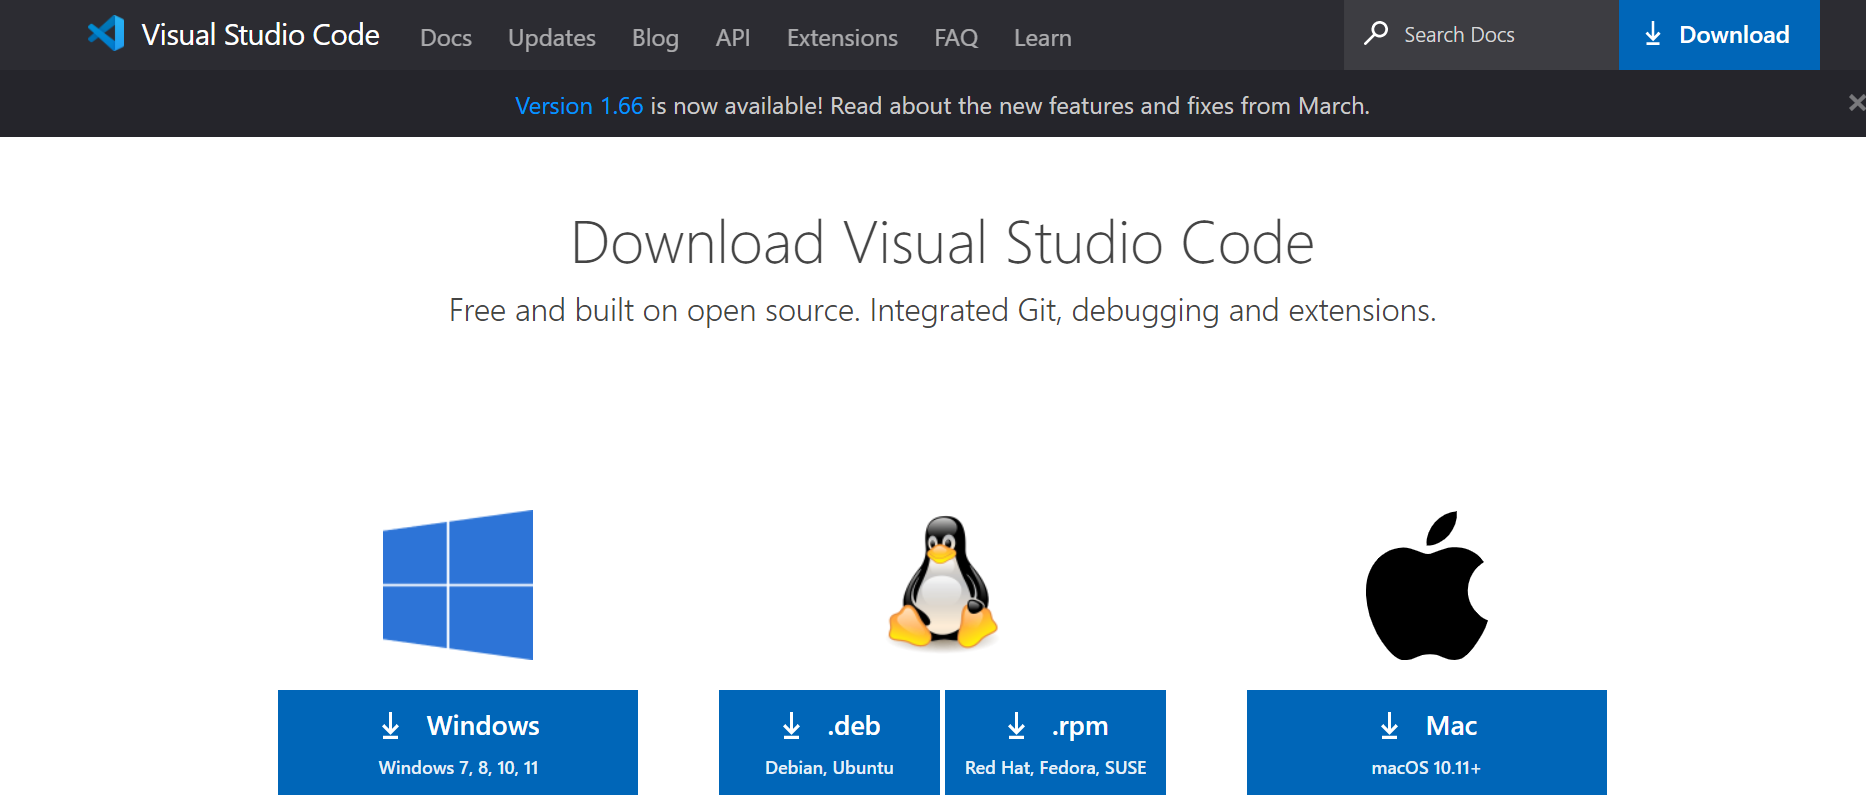 Visual Studio Code Docs Updates Blog API Extensions FAQ Learn Search Docs Download
Version 1.66 is now available! Read about the new features and fixes from March.
Download Visual Studio Code
Free and built on open source. Integrated Git, debugging and extensions.
Windows
Windows 7, 8, 10, 11
.deb
Debian, Ubuntu
.rpm
Red Hat, Fedora, SUSE
Mac
macOS 10.11+